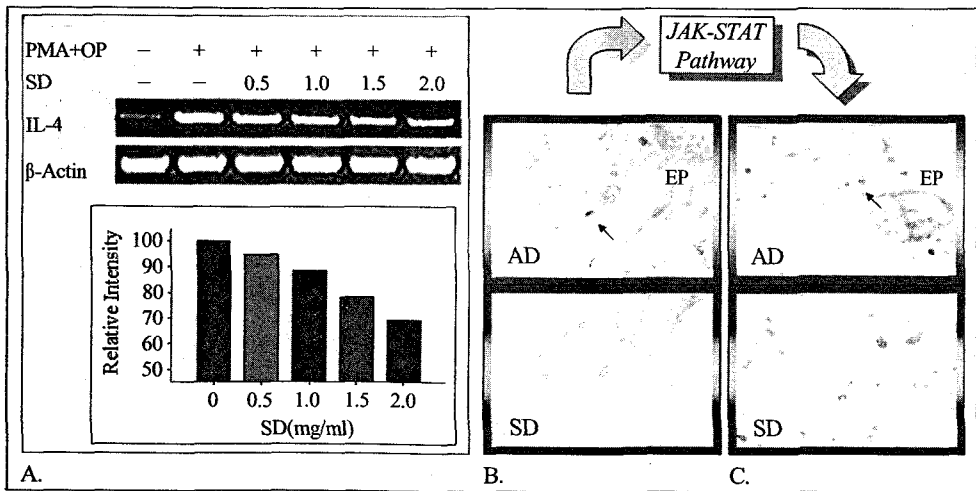 PMA+OP − + + + + +
SD − − 0.5 1.0 1.5 2.0
IL-4
β-Actin
Relative Intensity
100
90
80
70
60
50
0 0.5 1.0 1.5 2.0
SD(mg/ml)
A.
JAK-STAT
Pathway
EP
AD
SD
B.
EP
AD
SD
C.